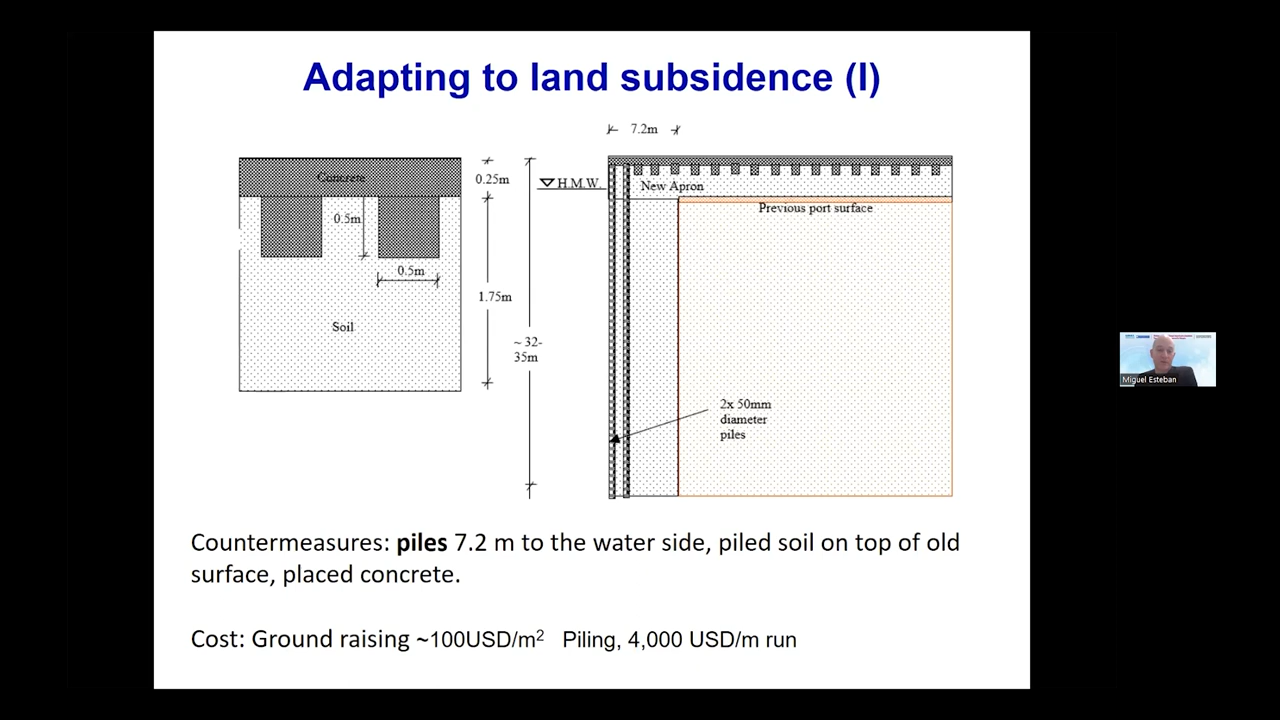 Adapting to land subsidence (I)
7.2m
Concrete
0.25m
H.M.W.
New Apron
Previous port surface
0.5m
0.5m
1.75m
Soil
~ 32-
35m
2x 50mm
diameter
piles
Countermeasures: piles 7.2 m to the water side, piled soil on top of old
surface, placed concrete.
Cost: Ground raising ~100USD/m² Piling, 4,000 USD/m run
Miguel Esteban